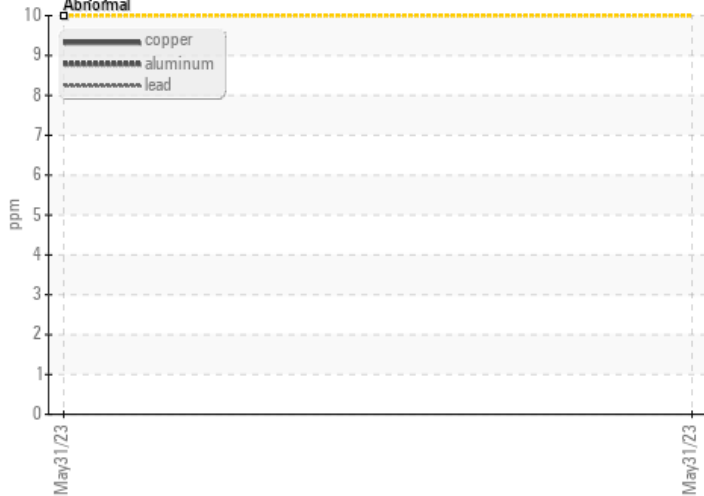 Abnormal
10
9
8
7
6
5
4
3
2
1
0
ppm
copper
aluminum
lead
May31/23
May31/23